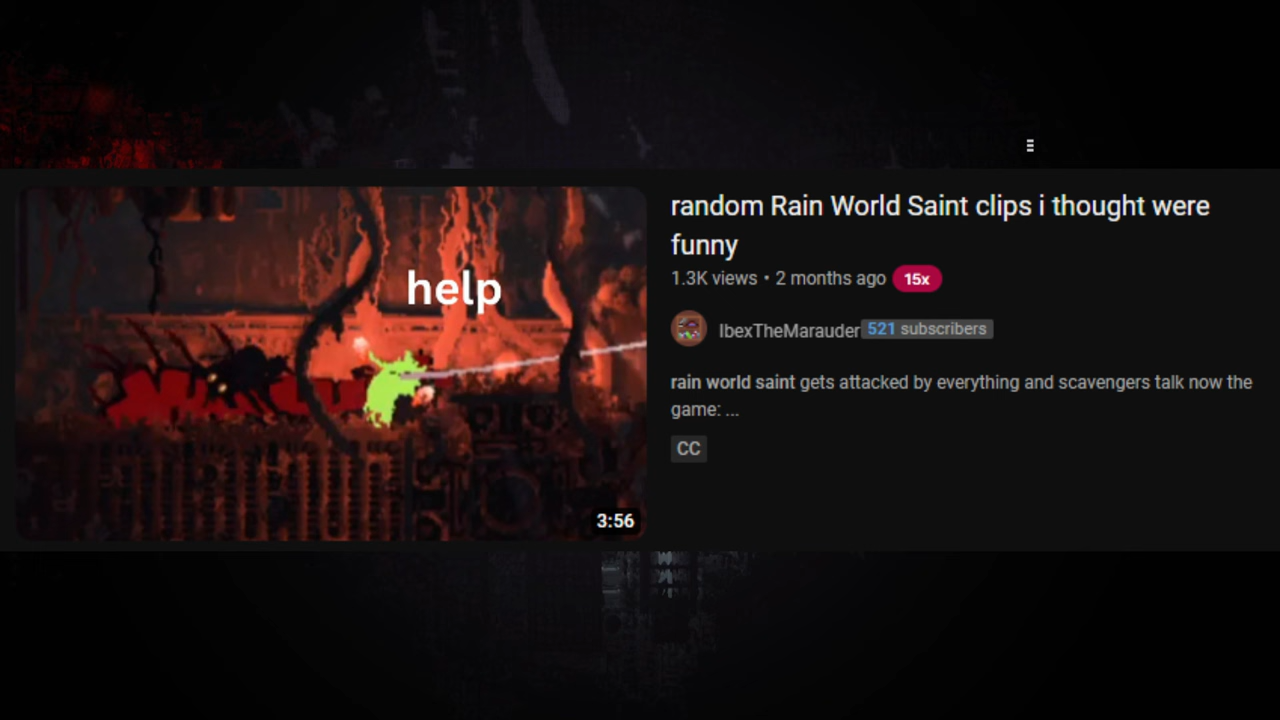 help
3:56
random Rain World Saint clips i thought were
funny
1.3K views • 2 months ago 15x
IbexTheMarauder 521 subscribers
rain world saint gets attacked by everything and scavengers talk now the
game: ...
CC